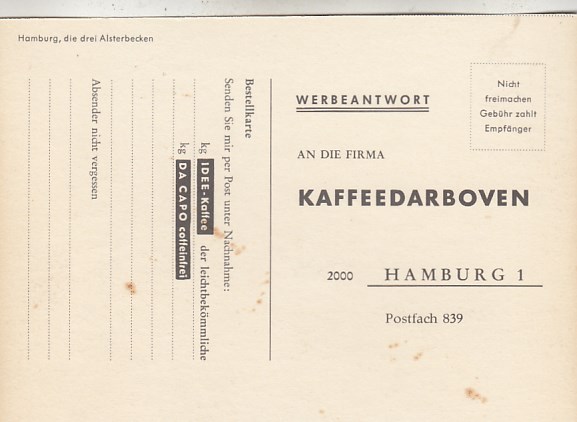 Hamburg, die drei Alsterbecken
Bestellkarte
Senden Sie mir per Post unter Nachnahme:
kg IDEE-Kaffee der leichtbekömmliche
kg DA CAPO coffeinfrei
Absender nicht vergessen
WERBEANTWORT
Nicht
freimachen
Gebühr zahlt
Empfänger
AN DIE FIRMA
KAFFEEDARBOVEN
2000 HAMBURG 1
Postfach 839